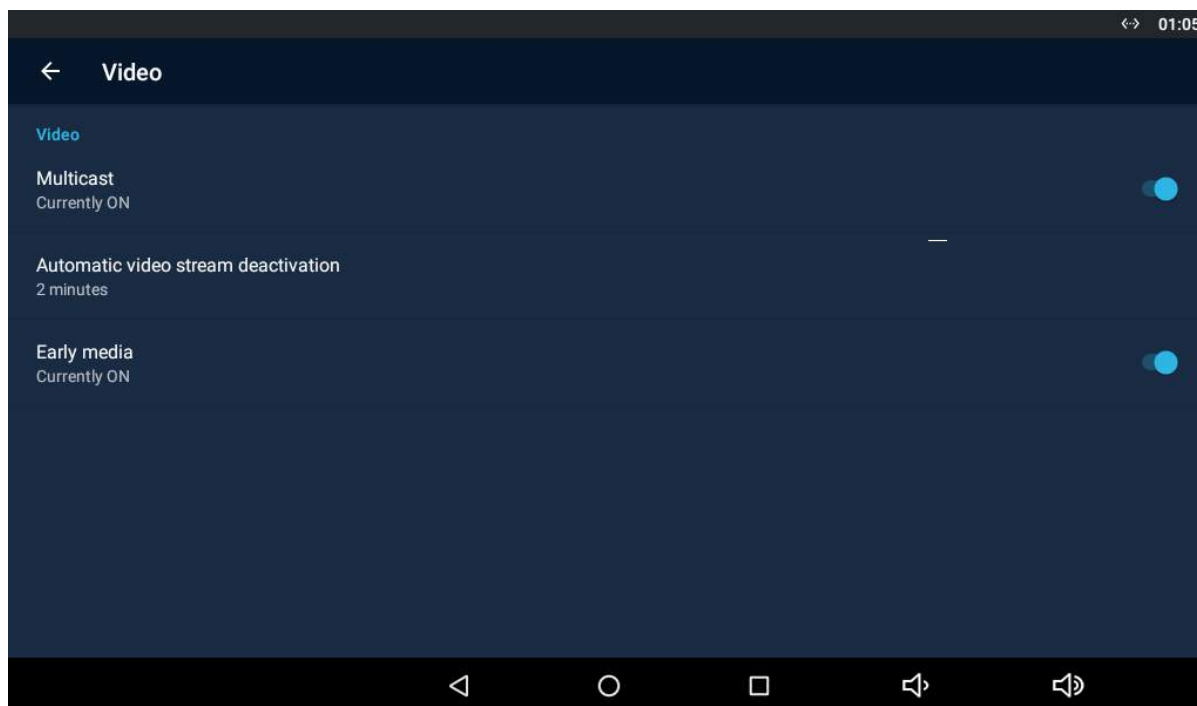 01:05
Video
Video
Multicast
Currently ON
Automatic video stream deactivation
2 minutes
Early media
Currently ON